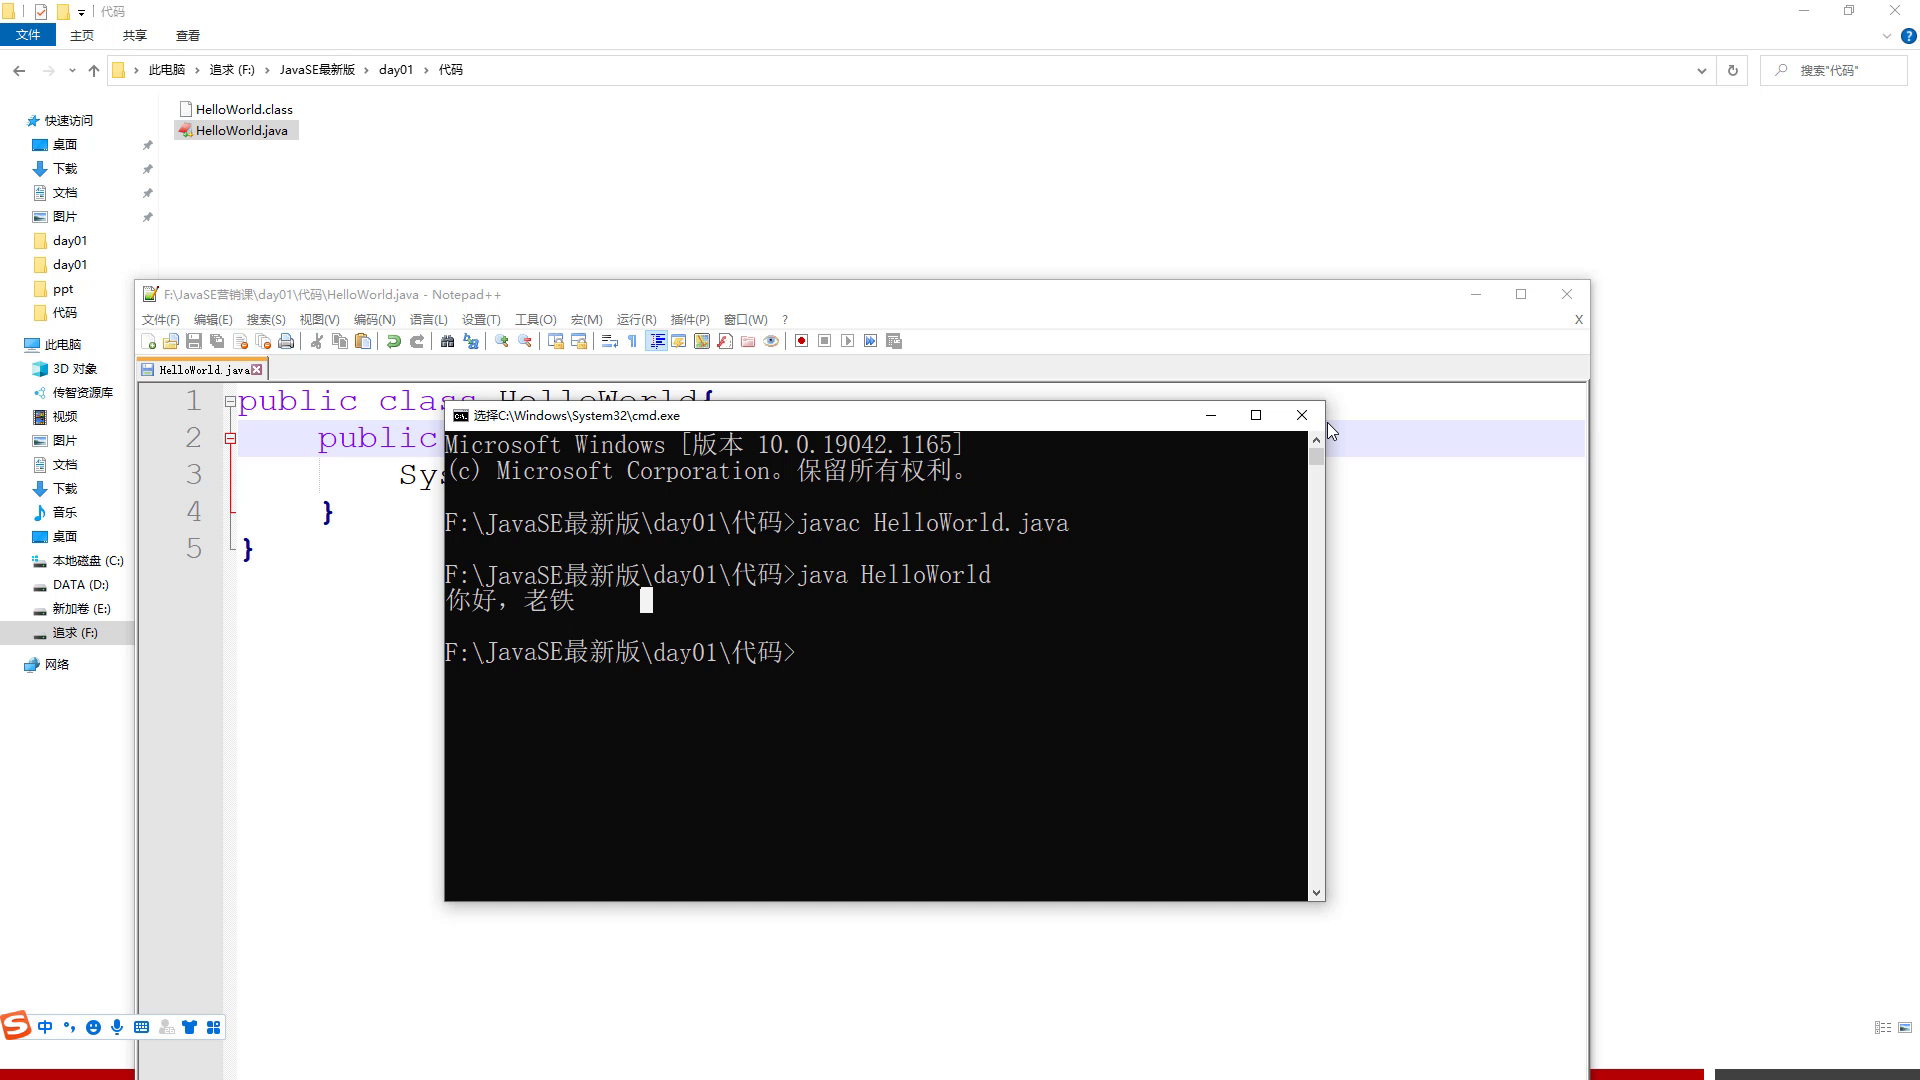 代码
文件 主页 共享 查看
此电脑 追求 (F:) JavaSE最新版 day01 代码
搜索"代码"
HelloWorld.class
HelloWorld.java
快速访问
桌面
下载
文档
图片
day01
day01
ppt
代码
此电脑
3D 对象
传智资源库
视频
图片
文档
下载
音乐
桌面
本地磁盘 (C:)
DATA (D:)
新加卷 (E:)
追求 (F:)
网络
F:\JavaSE营销课\day01\代码\HelloWorld.java - Notepad++
文件(F) 编辑(E) 搜索(S) 视图(V) 编码(N) 语言(L) 设置(T) 工具(O) 宏(M) 运行(R) 插件(P) 窗口(W) ? X
HelloWorld.java
1 public class HelloWorld{
2 public
3 Sys
4 }
5 }
选择C:\Windows\System32\cmd.exe
Microsoft Windows [版本 10.0.19042.1165]
(c) Microsoft Corporation。保留所有权利。
F:\JavaSE最新版\day01\代码>javac HelloWorld.java
F:\JavaSE最新版\day01\代码>java HelloWorld
你好，老铁
F:\JavaSE最新版\day01\代码>
S 中